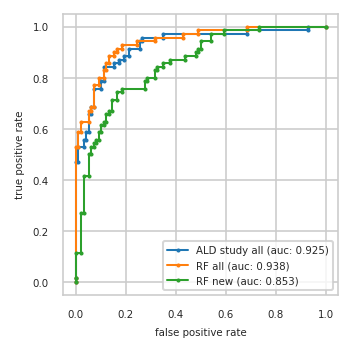 1.0
0.8
0.6
0.4
0.2
0.0
true positive rate
0.0
0.2
0.4
0.6
0.8
1.0
false positive rate
ALD study all (auc: 0.925)
RF all (auc: 0.938)
RF new (auc: 0.853)